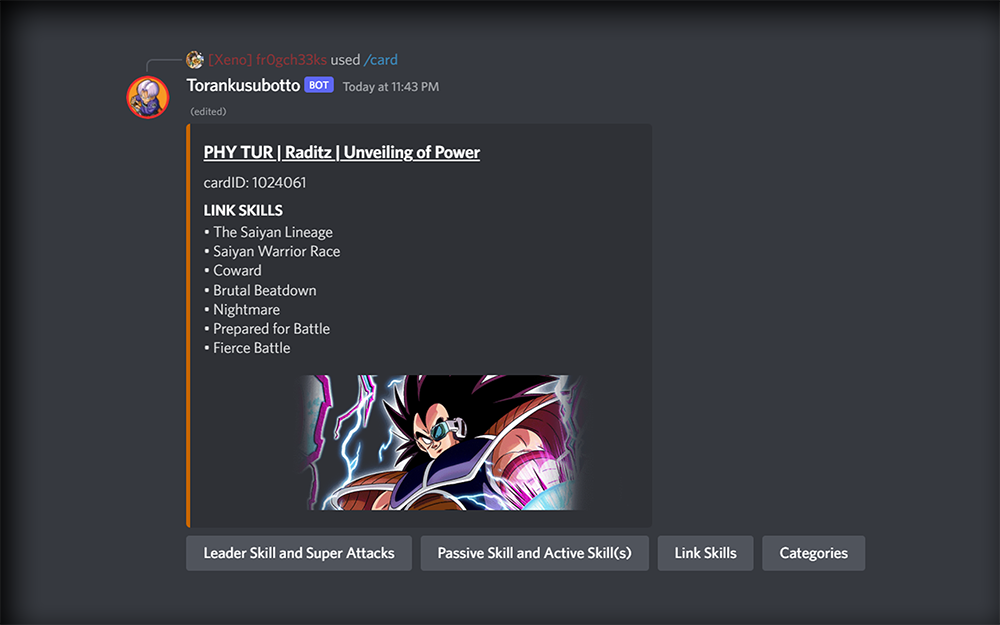 [Xeno] fr0gch33ks used /card
Torankusubotto BOT Today at 11:43 PM
(edited)
PHY TUR | Raditz | Unveiling of Power
cardID: 1024061
LINK SKILLS
• The Saiyan Lineage
• Saiyan Warrior Race
• Coward
• Brutal Beatdown
• Nightmare
• Prepared for Battle
• Fierce Battle
Leader Skill and Super Attacks Passive Skill and Active Skill(s) Link Skills Categories